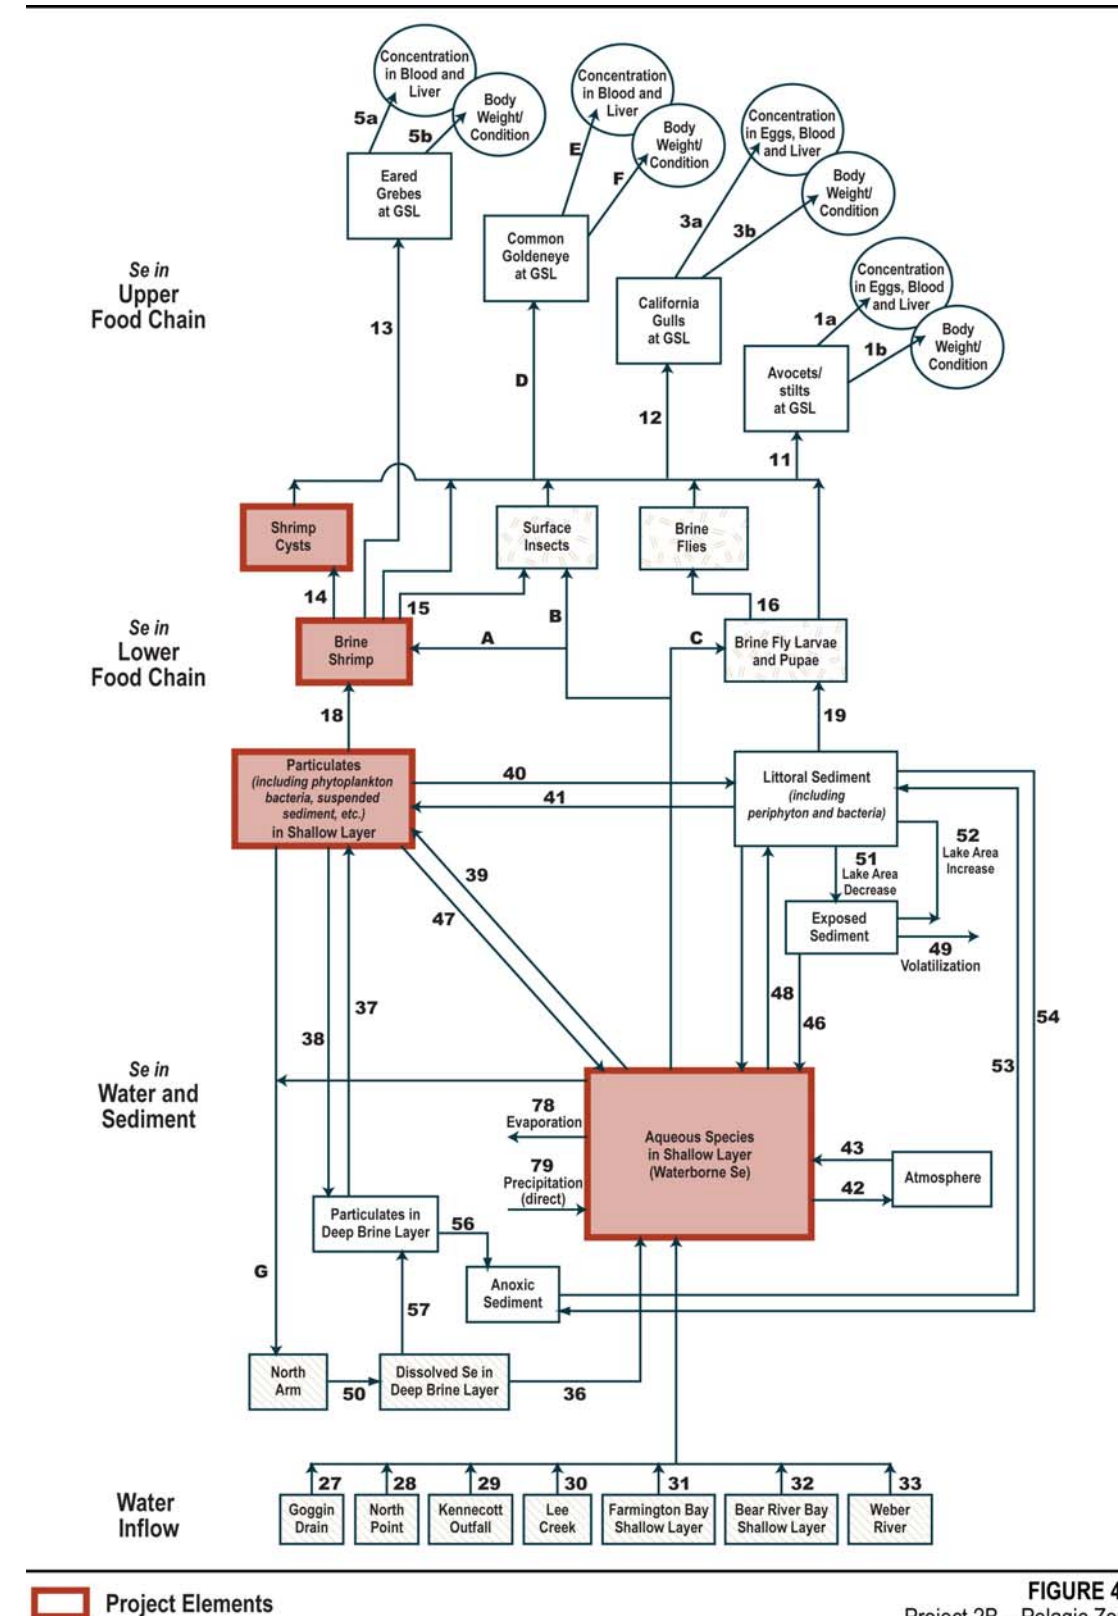 Concentration
in Blood and
Liver
Body
Weight/
Condition
5a
5b
Eared
Grebes
at GSL
Concentration
in Blood and
Liver
Body
Weight/
Condition
E
F
Common
Goldeneye
at GSL
Concentration
in Eggs, Blood
and Liver
Body
Weight/
Condition
3a
3b
California
Gulls
at GSL
Concentration
in Eggs, Blood
and Liver
Body
Weight/
Condition
1a
1b
Avocets/
stilts
at GSL
Se in
Upper
Food Chain
13
D
12
11
Shrimp
Cysts
Surface
Insects
Brine
Flies
14
15
B
16
Se in
Lower
Food Chain
Brine
Shrimp
A
C
Brine Fly Larvae
and Pupae
18
19
Particulates
(including phytoplankton
bacteria, suspended
sediment, etc.)
in Shallow Layer
40
41
Littoral Sediment
(including
periphyton and bacteria)
39
47
51
Lake Area
Decrease
52
Lake Area
Increase
Exposed
Sediment
49
Volatilization
37
38
48
46
54
53
Se in
Water and
Sediment
78
Evaporation
79
Precipitation
(direct)
Aqueous Species
in Shallow Layer
(Waterborne Se)
43
42
Atmosphere
Particulates in
Deep Brine Layer
56
Anoxic
Sediment
G
57
North
Arm
50
Dissolved Se in
Deep Brine Layer
36
Water
Inflow
27
28
29
30
31
32
33
Goggin
Drain
North
Point
Kennecott
Outfall
Lee
Creek
Farmington Bay
Shallow Layer
Bear River Bay
Shallow Layer
Weber
River
Project Elements
FIGURE 4